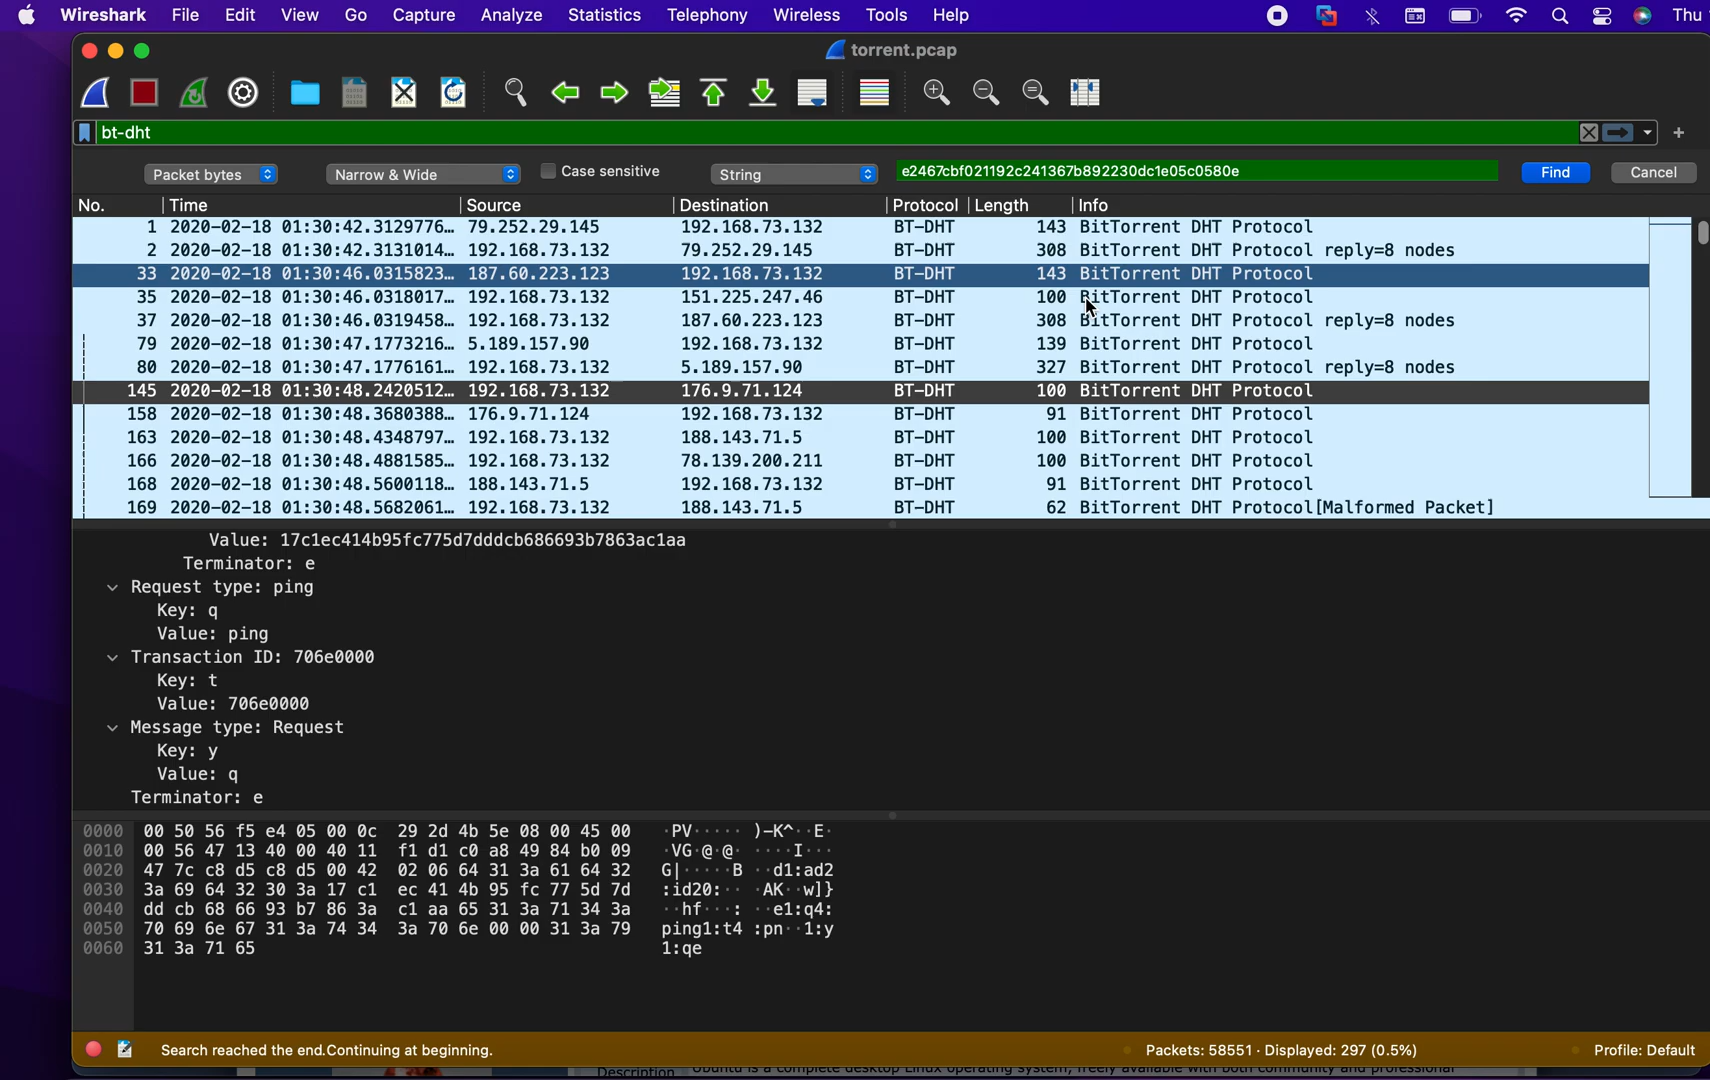 Wireshark File Edit View Go Capture Analyze Statistics Telephony Wireless Tools Help Thu
torrent.pcap
bt-dht
Packet bytes Narrow & Wide Case sensitive String e2467cbf021192c241367b892230dc1e05c0580e Find Cancel
No. Time Source Destination Protocol Length Info
1 2020-02-18 01:30:42.3129776… 79.252.29.145 192.168.73.132 BT-DHT 143 BitTorrent DHT Protocol
2 2020-02-18 01:30:42.3131014… 192.168.73.132 79.252.29.145 BT-DHT 308 BitTorrent DHT Protocol reply=8 nodes
33 2020-02-18 01:30:46.0315823… 187.60.223.123 192.168.73.132 BT-DHT 143 BitTorrent DHT Protocol
35 2020-02-18 01:30:46.0318017… 192.168.73.132 151.225.247.46 BT-DHT 100 BitTorrent DHT Protocol
37 2020-02-18 01:30:46.0319458… 192.168.73.132 187.60.223.123 BT-DHT 308 BitTorrent DHT Protocol reply=8 nodes
79 2020-02-18 01:30:47.1773216… 5.189.157.90 192.168.73.132 BT-DHT 139 BitTorrent DHT Protocol
80 2020-02-18 01:30:47.1776161… 192.168.73.132 5.189.157.90 BT-DHT 327 BitTorrent DHT Protocol reply=8 nodes
145 2020-02-18 01:30:48.2420512… 192.168.73.132 176.9.71.124 BT-DHT 100 BitTorrent DHT Protocol
158 2020-02-18 01:30:48.3680388… 176.9.71.124 192.168.73.132 BT-DHT 91 BitTorrent DHT Protocol
163 2020-02-18 01:30:48.4348797… 192.168.73.132 188.143.71.5 BT-DHT 100 BitTorrent DHT Protocol
166 2020-02-18 01:30:48.4881585… 192.168.73.132 78.139.200.211 BT-DHT 100 BitTorrent DHT Protocol
168 2020-02-18 01:30:48.5600118… 188.143.71.5 192.168.73.132 BT-DHT 91 BitTorrent DHT Protocol
169 2020-02-18 01:30:48.5682061… 192.168.73.132 188.143.71.5 BT-DHT 62 BitTorrent DHT Protocol[Malformed Packet]
Value: 17c1ec414b95fc775d7dddcb686693b7863ac1aa
Terminator: e
Request type: ping
Key: q
Value: ping
Transaction ID: 706e0000
Key: t
Value: 706e0000
Message type: Request
Key: y
Value: q
Terminator: e
0000 00 50 56 f5 e4 05 00 0c 29 2d 4b 5e 08 00 45 00 ·PV····· )-K^··E·
0010 00 56 47 13 40 00 40 11 f1 d1 c0 a8 49 84 b0 09 ·VG·@·@· ····I···
0020 47 7c c8 d5 c8 d5 00 42 02 06 64 31 3a 61 64 32 G|·····B ··d1:ad2
0030 3a 69 64 32 30 3a 17 c1 ec 41 4b 95 fc 77 5d 7d :id20:·· ·AK··w]}
0040 dd cb 68 66 93 b7 86 3a c1 aa 65 31 3a 71 34 3a ··hf···: ··e1:q4:
0050 70 69 6e 67 31 3a 74 34 3a 70 6e 00 00 31 3a 79 ping1:t4 :pn··1:y
0060 31 3a 71 65 1:qe
Search reached the end.Continuing at beginning. Packets: 58551 · Displayed: 297 (0.5%) Profile: Default
Description Ubuntu is a complete desktop Linux operating system, freely available with both community and professional